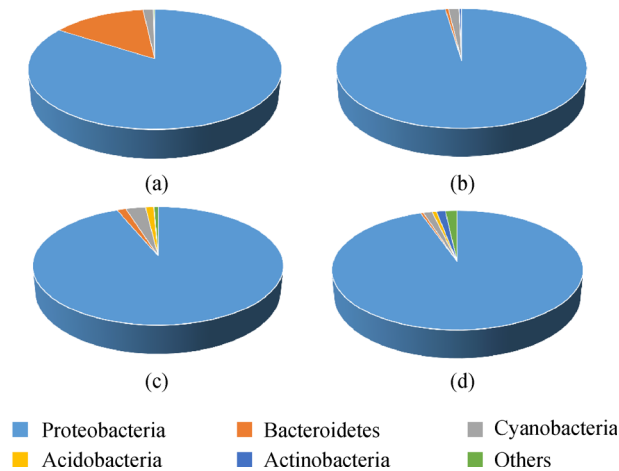 (a) (b)
(c) (d)
Proteobacteria Bacteroidetes Cyanobacteria
Acidobacteria Actinobacteria Others